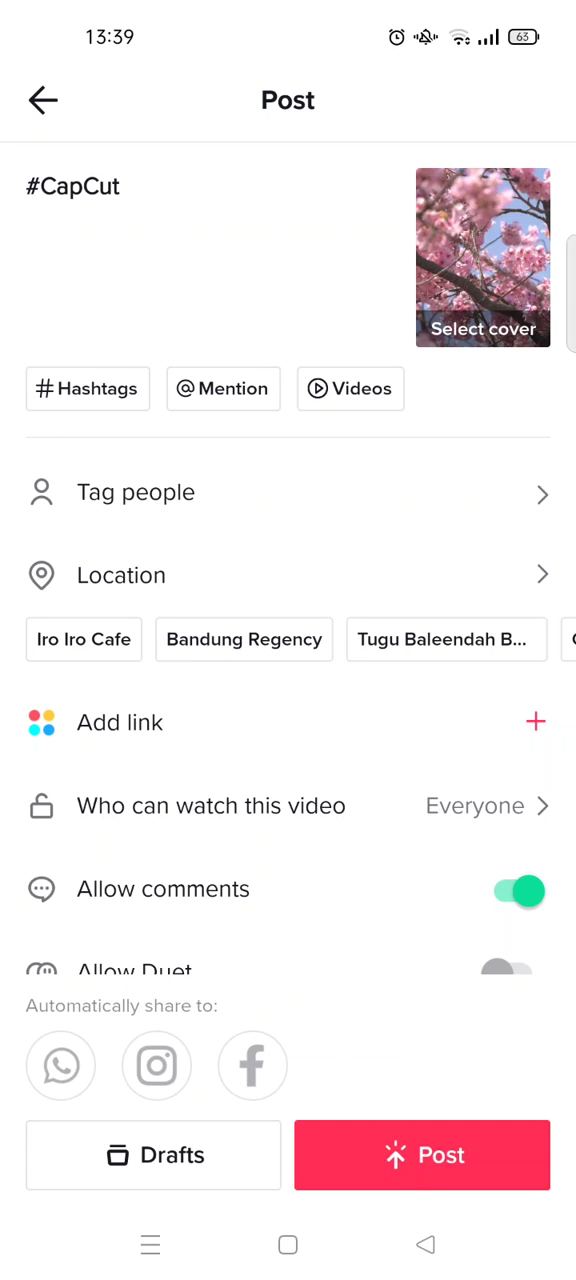 13:39
63
Post
#CapCut
Select cover
Hashtags
Mention
Videos
Tag people
Location
Iro Iro Cafe
Bandung Regency
Tugu Baleendah B...
Add link
Who can watch this video
Everyone
Allow comments
Allow Duet
Automatically share to:
Drafts
Post